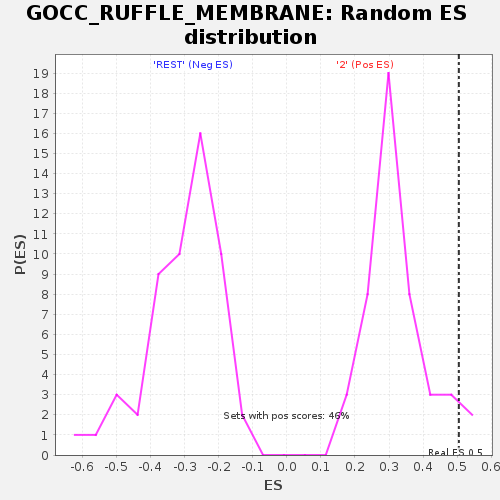 GOCC_RUFFLE_MEMBRANE: Random ES
distribution
'REST' (Neg ES)
'2' (Pos ES)
19
18
17
16
15
14
13
12
11
10
9
8
7
6
5
4
3
2
1
0
P(ES)
Sets with pos scores: 46%
Real ES 0.5
-0.6 -0.5 -0.4 -0.3 -0.2 -0.1 0.0 0.1 0.2 0.3 0.4 0.5 0.6
ES